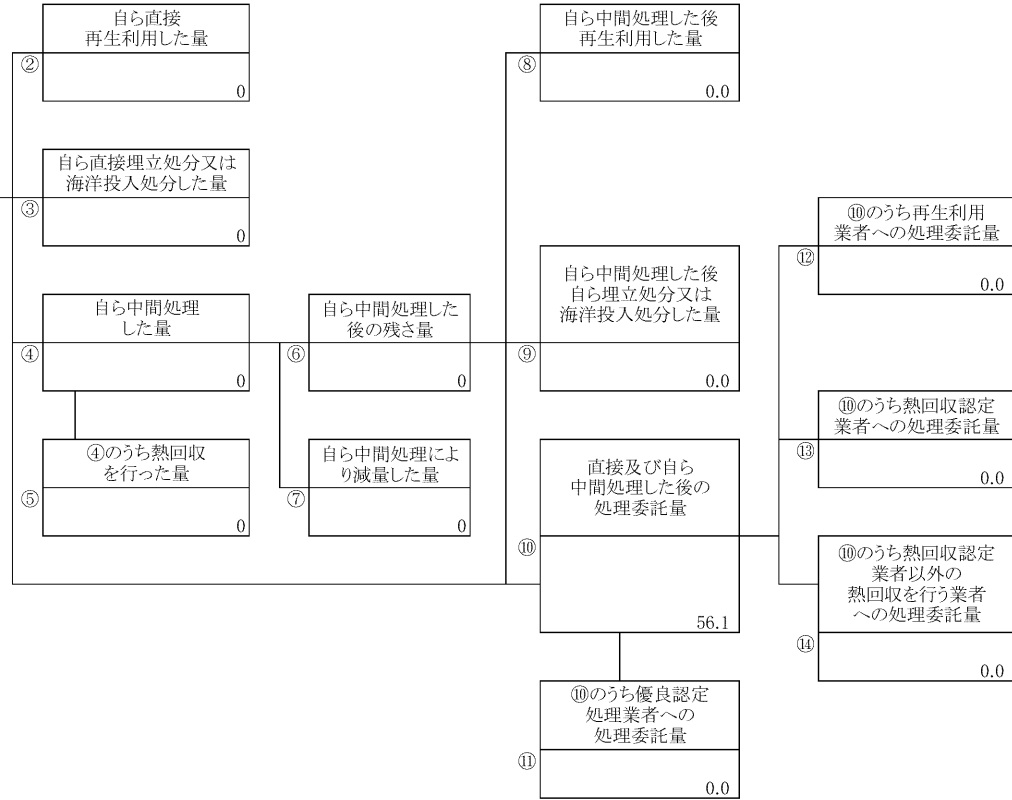 自ら直接
再生利用した量
②
0
自ら直接埋立処分又は
海洋投入処分した量
③
0
自ら中間処理
した量
④
0
④のうち熱回収
を行った量
⑤
0
自ら中間処理した
後の残さ量
⑥
0
自ら中間処理によ
り減量した量
⑦
0
自ら中間処理した後
再生利用した量
⑧
0.0
自ら中間処理した後
自ら埋立処分又は
海洋投入処分した量
⑨
0.0
直接及び自ら
中間処理した後の
処理委託量
⑩
56.1
⑩のうち優良認定
処理業者への
処理委託量
⑪
0.0
⑩のうち再生利用
業者への処理委託量
⑫
0.0
⑩のうち熱回収認定
業者への処理委託量
⑬
0.0
⑩のうち熱回収認定
業者以外の
熱回収を行う業者
への処理委託量
⑭
0.0